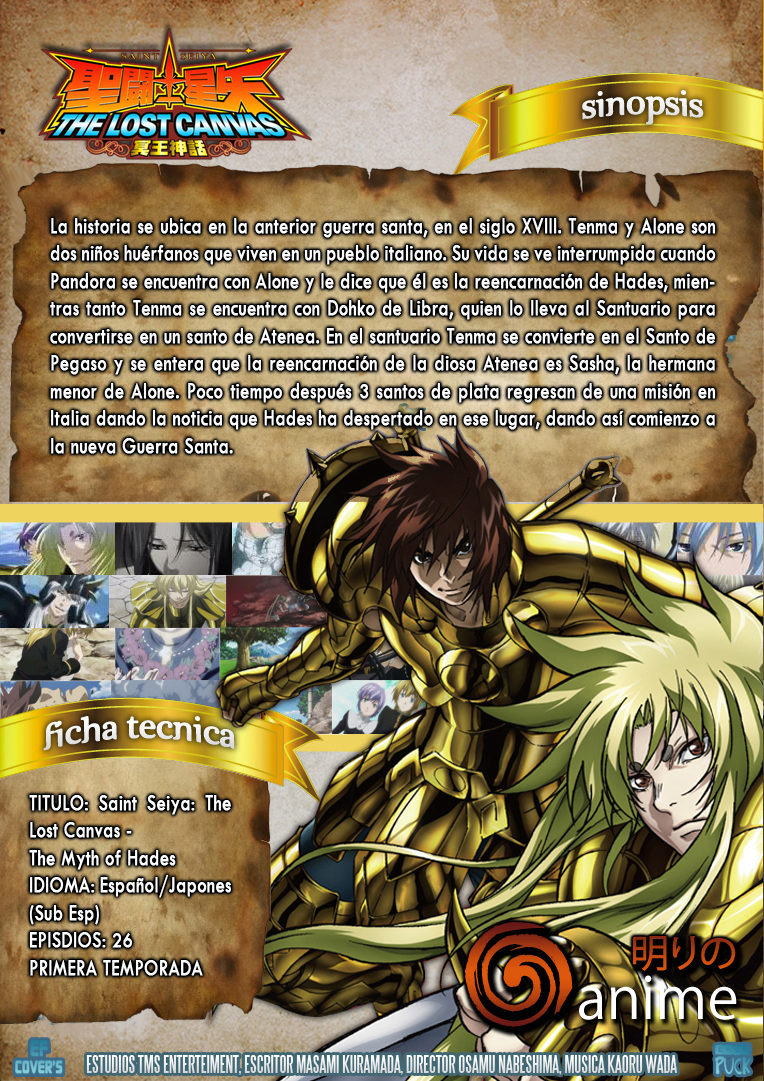 SAINT SEIYA
聖闘士星矢
THE LOST CANVAS
冥王神話
sinopsis
La historia se ubica en la anterior guerra santa, en el siglo XVIII. Tenma y Alone son
dos niños huérfanos que viven en un pueblo italiano. Su vida se ve interrumpida cuando
Pandora se encuentra con Alone y le dice que él es la reencarnación de Hades, mien-
tras tanto Tenma se encuentra con Dohko de Libra, quien lo lleva al Santuario para
convertirse en un santo de Atenea. En el santuario Tenma se convierte en el Santo de
Pegaso y se entera que la reencarnación de la diosa Atenea es Sasha, la hermana
menor de Alone. Poco tiempo después 3 santos de plata regresan de una misión en
Italia dando la noticia que Hades ha despertado en ese lugar, dando así comienzo a
la nueva Guerra Santa.
ficha tecnica
TITULO: Saint Seiya: The
Lost Canvas -
The Myth of Hades
IDIOMA: Español/Japones
(Sub Esp)
EPISDIOS: 26
PRIMERA TEMPORADA
明りの
anime
EP
COVER'S
ESTUDIOS TMS ENTERTEIMENT, ESCRITOR MASAMI KURAMADA, DIRECTOR OSAMU NABESHIMA, MUSICA KAORU WADA
PUCK